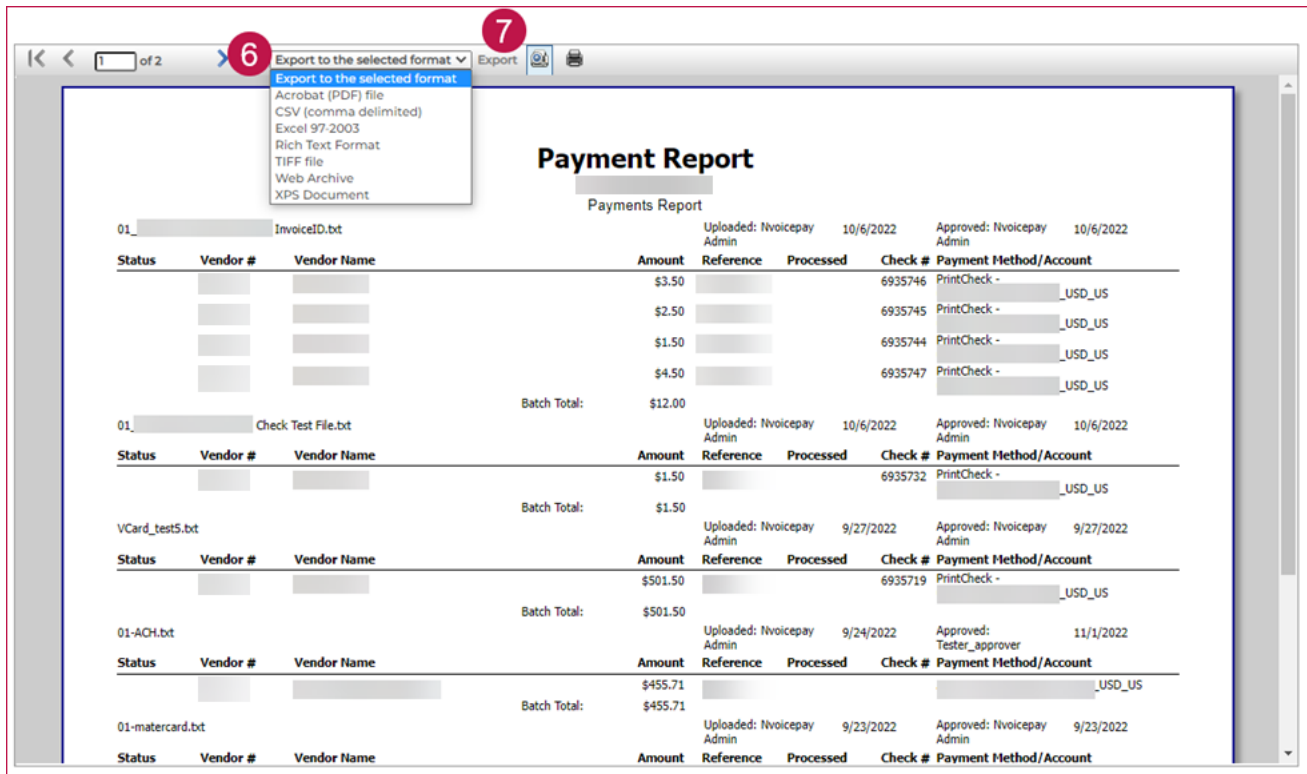 7
1 of 2 6 Export to the selected format Export
Export to the selected format
Acrobat (PDF) file
CSV (comma delimited)
Excel 97-2003
Rich Text Format
TIFF file
Web Archive
XPS Document
Payment Report
Payments Report
01_ InvoiceID.txt Uploaded: Nvoicepay 10/6/2022 Approved: Nvoicepay 10/6/2022
Admin Admin
Status Vendor # Vendor Name Amount Reference Processed Check # Payment Method/Account
$3.50 6935746 PrintCheck -
_USD_US
$2.50 6935745 PrintCheck -
_USD_US
$1.50 6935744 PrintCheck -
_USD_US
$4.50 6935747 PrintCheck -
_USD_US
Batch Total: $12.00
01_ Check Test File.txt Uploaded: Nvoicepay 10/6/2022 Approved: Nvoicepay 10/6/2022
Admin Admin
Status Vendor # Vendor Name Amount Reference Processed Check # Payment Method/Account
$1.50 6935732 PrintCheck -
_USD_US
Batch Total: $1.50
VCard_test5.txt Uploaded: Nvoicepay 9/27/2022 Approved: Nvoicepay 9/27/2022
Admin Admin
Status Vendor # Vendor Name Amount Reference Processed Check # Payment Method/Account
$501.50 6935719 PrintCheck -
_USD_US
Batch Total: $501.50
01-ACH.txt Uploaded: Nvoicepay 9/24/2022 Approved: 11/1/2022
Admin Tester_approver
Status Vendor # Vendor Name Amount Reference Processed Check # Payment Method/Account
$455.71 _USD_US
Batch Total: $455.71
01-matercard.txt Uploaded: Nvoicepay 9/23/2022 Approved: Nvoicepay 9/23/2022
Admin Admin
Status Vendor # Vendor Name Amount Reference Processed Check # Payment Method/Account